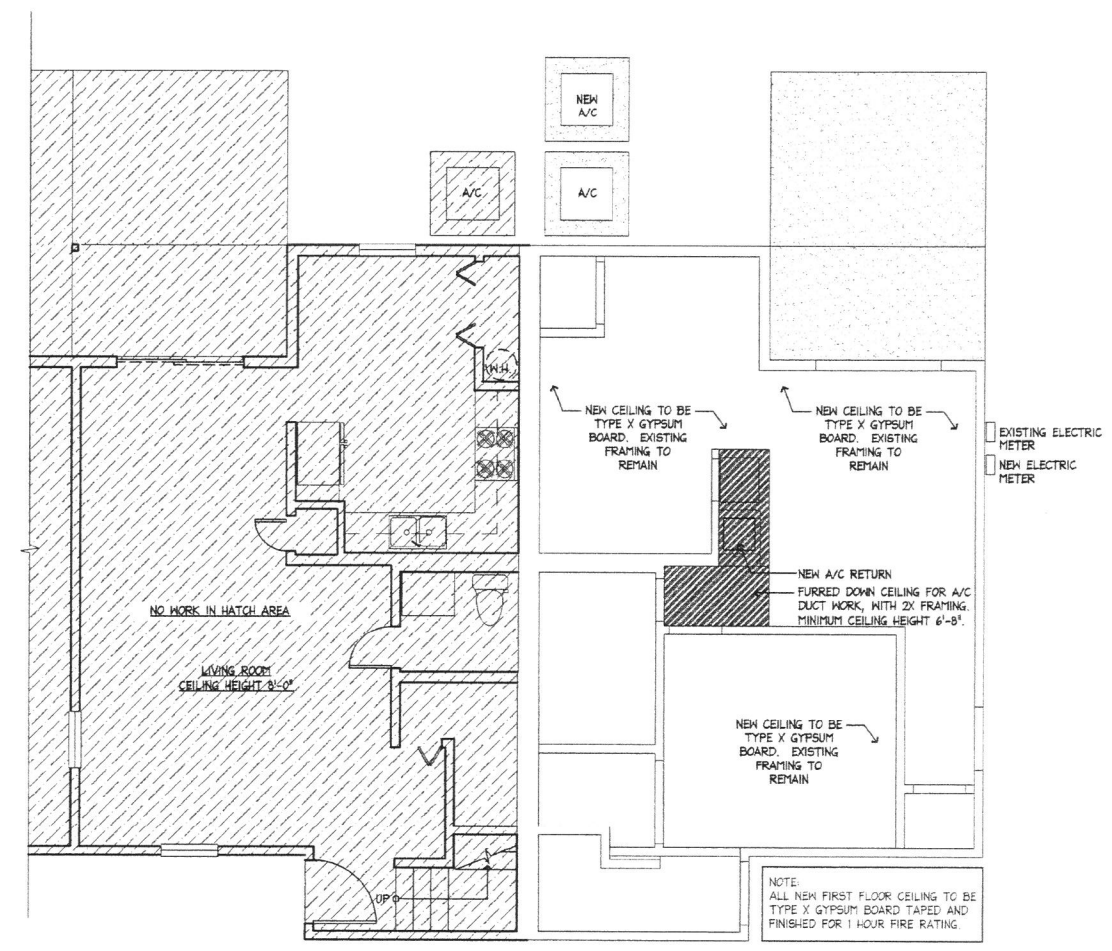 NEW
A/C
A/C
A/C
W.H.
NEW CEILING TO BE
TYPE X GYPSUM
BOARD. EXISTING
FRAMING TO
REMAIN
NEW CEILING TO BE
TYPE X GYPSUM
BOARD. EXISTING
FRAMING TO
REMAIN
EXISTING ELECTRIC
METER
NEW ELECTRIC
METER
NEW A/C RETURN
FURRED DOWN CEILING FOR A/C
DUCT WORK, WITH 2X FRAMING.
MINIMUM CEILING HEIGHT 6'-8".
NO WORK IN HATCH AREA
LIVING ROOM
CEILING HEIGHT 8'-0"
NEW CEILING TO BE
TYPE X GYPSUM
BOARD. EXISTING
FRAMING TO
REMAIN
UP
NOTE:
ALL NEW FIRST FLOOR CEILING TO BE
TYPE X GYPSUM BOARD TAPED AND
FINISHED FOR 1 HOUR FIRE RATING.